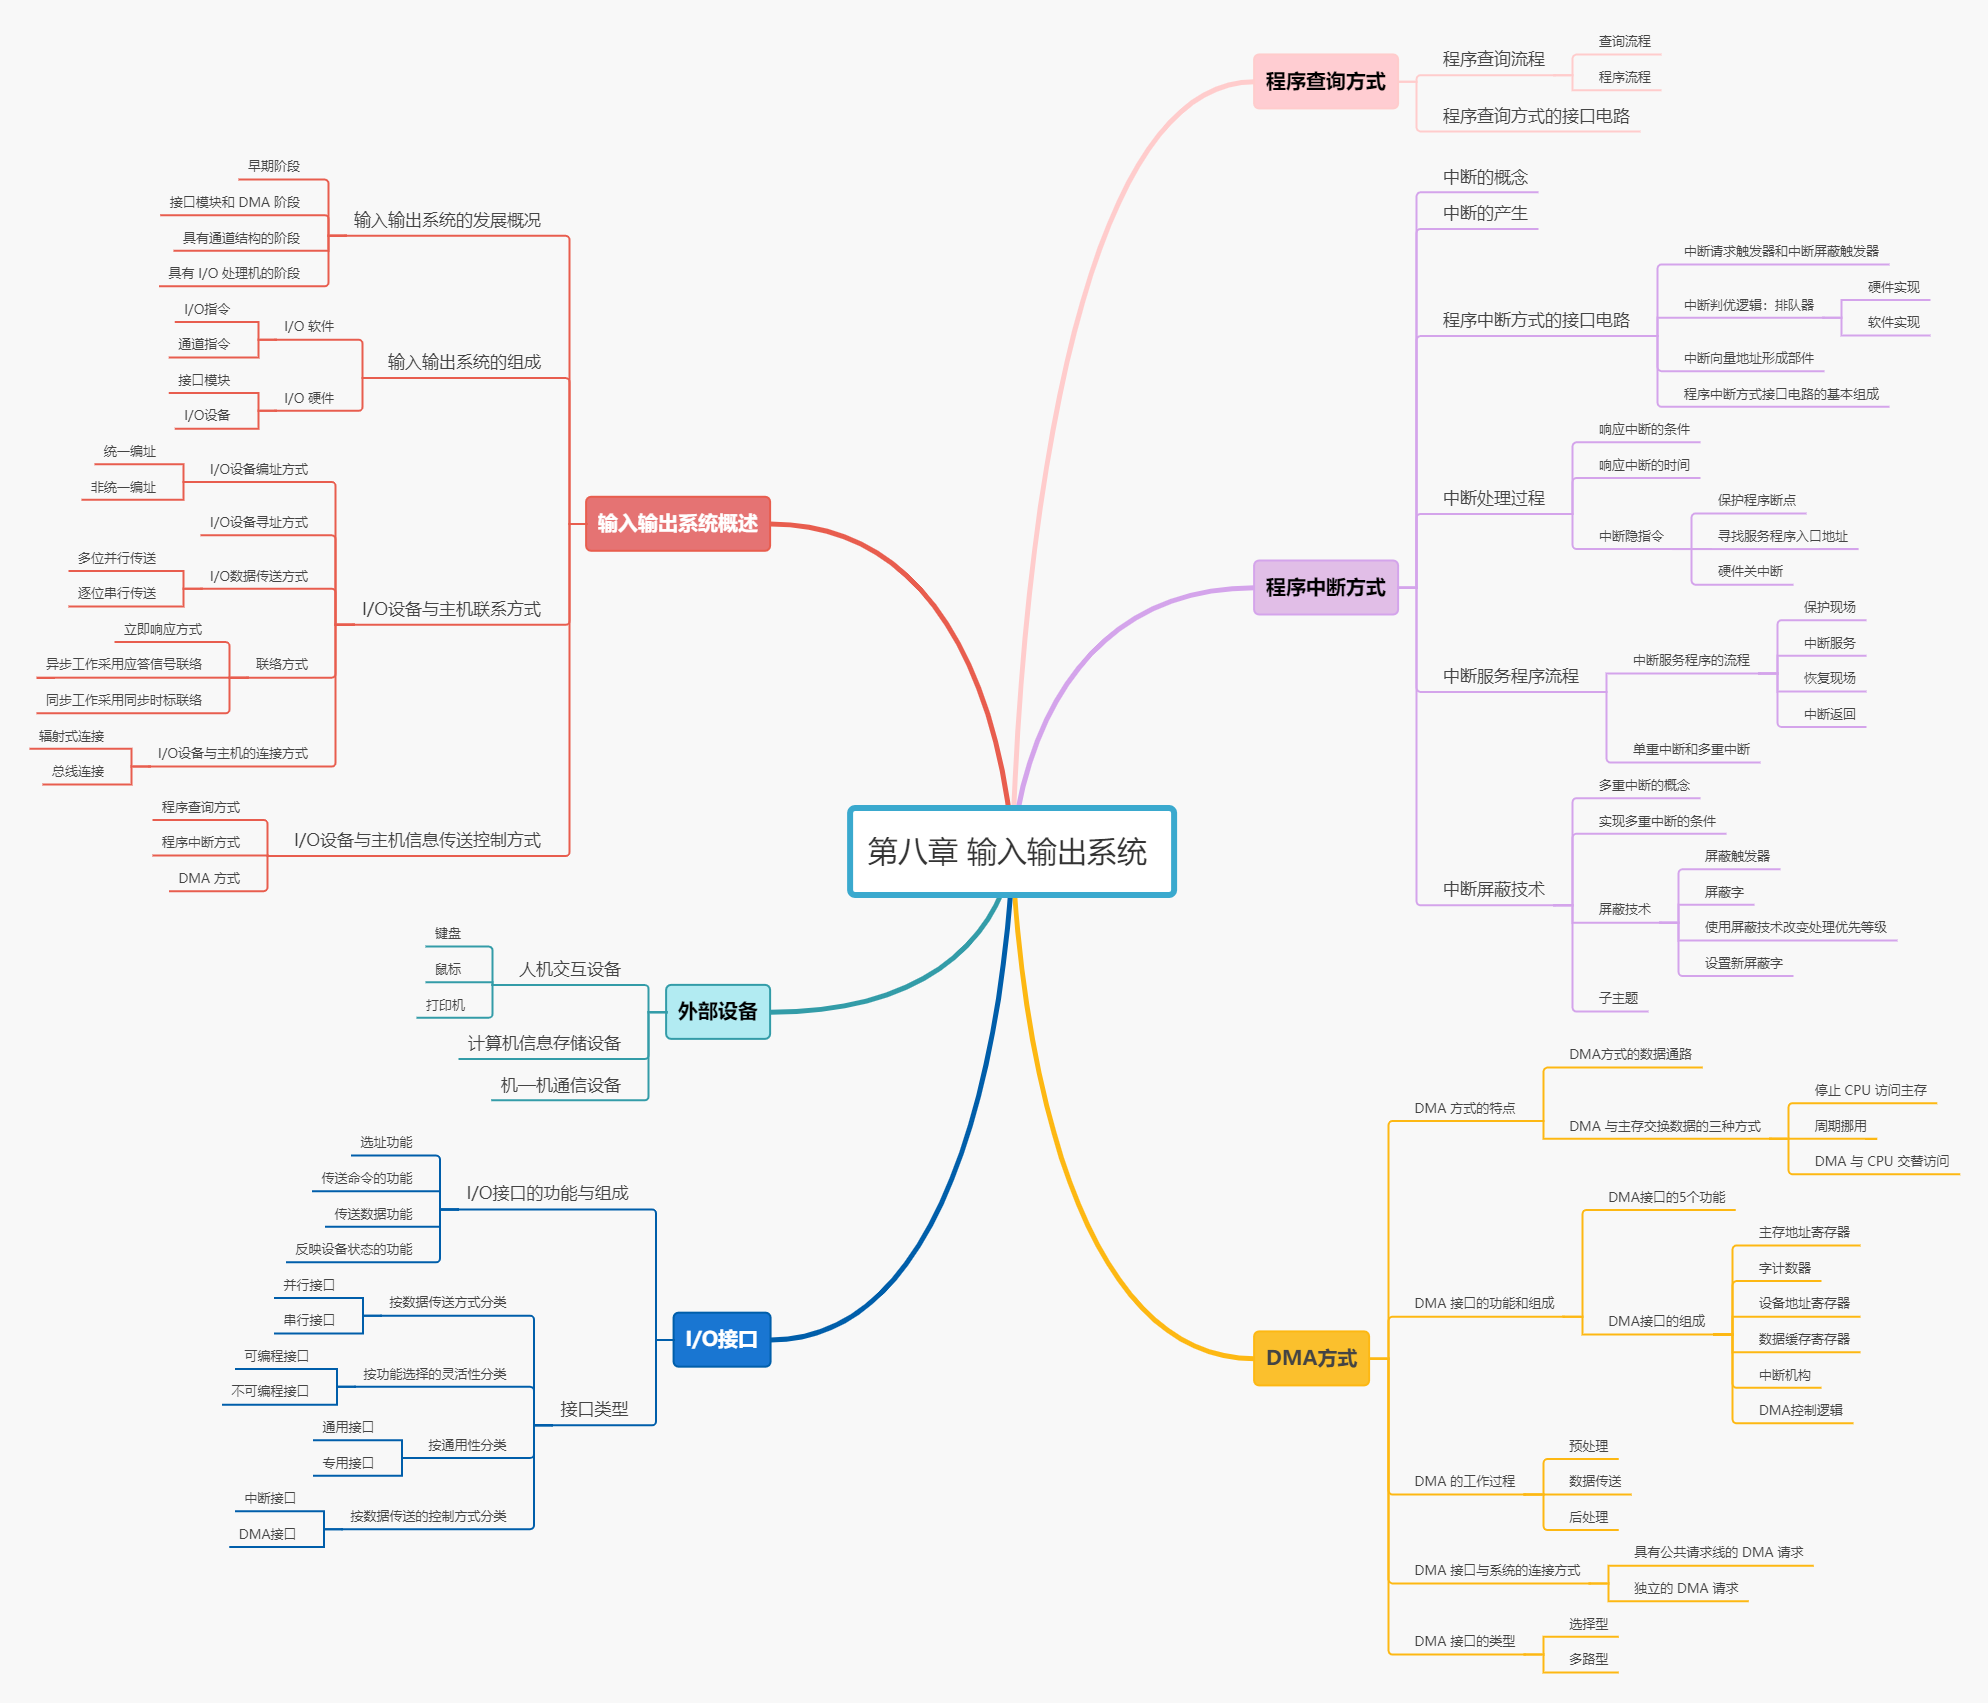 第八章 输入输出系统
输入输出系统概述
输入输出系统的发展概况
早期阶段
接口模块和 DMA 阶段
具有通道结构的阶段
具有 I/O 处理机的阶段
输入输出系统的组成
I/O 软件
I/O指令
通道指令
I/O 硬件
接口模块
I/O设备
I/O设备与主机联系方式
I/O设备编址方式
统一编址
非统一编址
I/O设备寻址方式
I/O数据传送方式
多位并行传送
逐位串行传送
联络方式
立即响应方式
异步工作采用应答信号联络
同步工作采用同步时标联络
I/O设备与主机的连接方式
辐射式连接
总线连接
I/O设备与主机信息传送控制方式
程序查询方式
程序中断方式
DMA 方式
外部设备
人机交互设备
键盘
鼠标
打印机
计算机信息存储设备
机—机通信设备
I/O接口
I/O接口的功能与组成
选址功能
传送命令的功能
传送数据功能
反映设备状态的功能
接口类型
按数据传送方式分类
并行接口
串行接口
按功能选择的灵活性分类
可编程接口
不可编程接口
按通用性分类
通用接口
专用接口
按数据传送的控制方式分类
中断接口
DMA接口
程序查询方式
程序查询流程
查询流程
程序流程
程序查询方式的接口电路
程序中断方式
中断的概念
中断的产生
程序中断方式的接口电路
中断请求触发器和中断屏蔽触发器
中断判优逻辑：排队器
硬件实现
软件实现
中断向量地址形成部件
程序中断方式接口电路的基本组成
中断处理过程
响应中断的条件
响应中断的时间
中断隐指令
保护程序断点
寻找服务程序入口地址
硬件关中断
中断服务程序流程
中断服务程序的流程
保护现场
中断服务
恢复现场
中断返回
单重中断和多重中断
中断屏蔽技术
多重中断的概念
实现多重中断的条件
屏蔽技术
屏蔽触发器
屏蔽字
使用屏蔽技术改变处理优先等级
设置新屏蔽字
子主题
DMA方式
DMA 方式的特点
DMA方式的数据通路
DMA 与主存交换数据的三种方式
停止 CPU 访问主存
周期挪用
DMA 与 CPU 交替访问
DMA 接口的功能和组成
DMA接口的5个功能
DMA接口的组成
主存地址寄存器
字计数器
设备地址寄存器
数据缓存寄存器
中断机构
DMA控制逻辑
DMA 的工作过程
预处理
数据传送
后处理
DMA 接口与系统的连接方式
具有公共请求线的 DMA 请求
独立的 DMA 请求
DMA 接口的类型
选择型
多路型